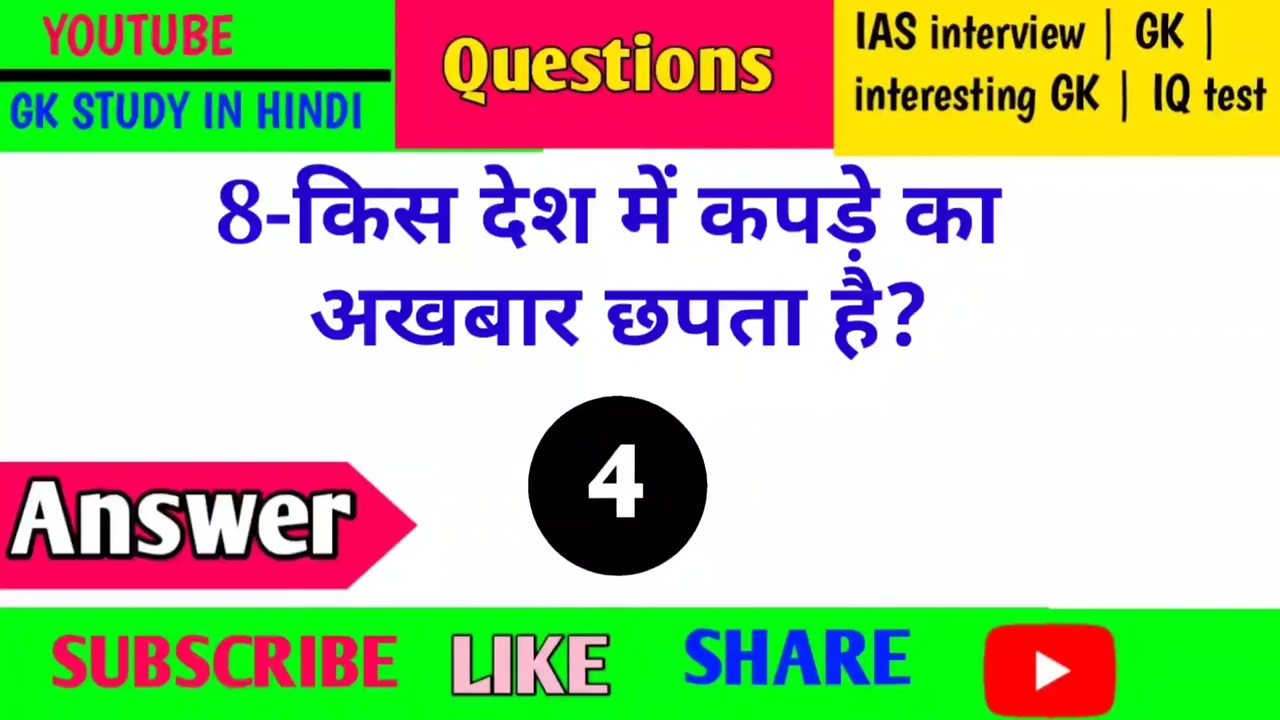 YOUTUBE
GK STUDY IN HINDI
Questions
IAS interview | GK |
interesting GK | IQ test
8-किस देश में कपड़े का
अखबार छपता है?
4
Answer
SUBSCRIBE LIKE SHARE